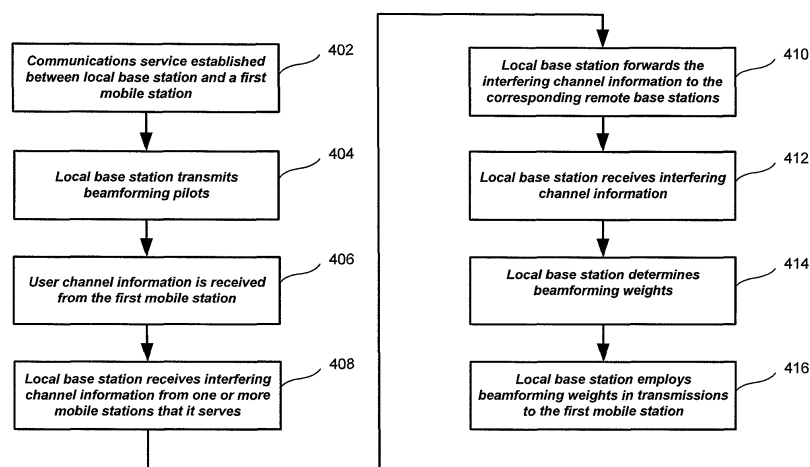 402
Communications service established
between local base station and a first
mobile station
404
Local base station transmits
beamforming pilots
406
User channel information is received
from the first mobile station
408
Local base station receives interfering
channel information from one or more
mobile stations that it serves
410
Local base station forwards the
interfering channel information to the
corresponding remote base stations
412
Local base station receives interfering
channel information
414
Local base station determines
beamforming weights
416
Local base station employs
beamforming weights in transmissions
to the first mobile station